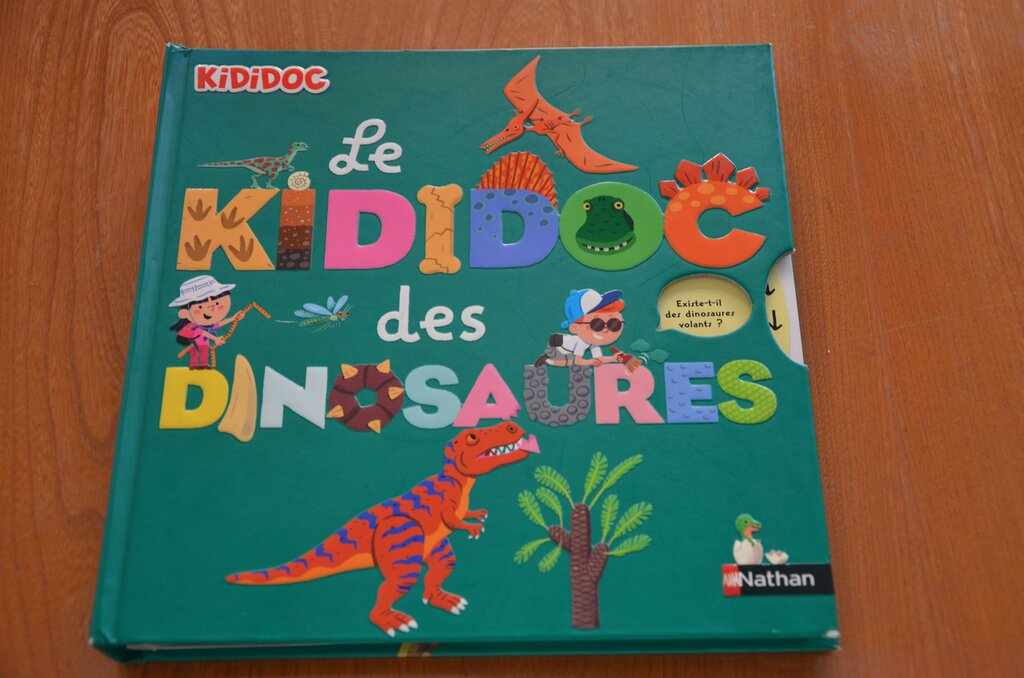 KiDiDOC
Le
KIDIDOC
des
Existe-t-il
des dinosaures
volants ?
DINOSAURES
Nathan